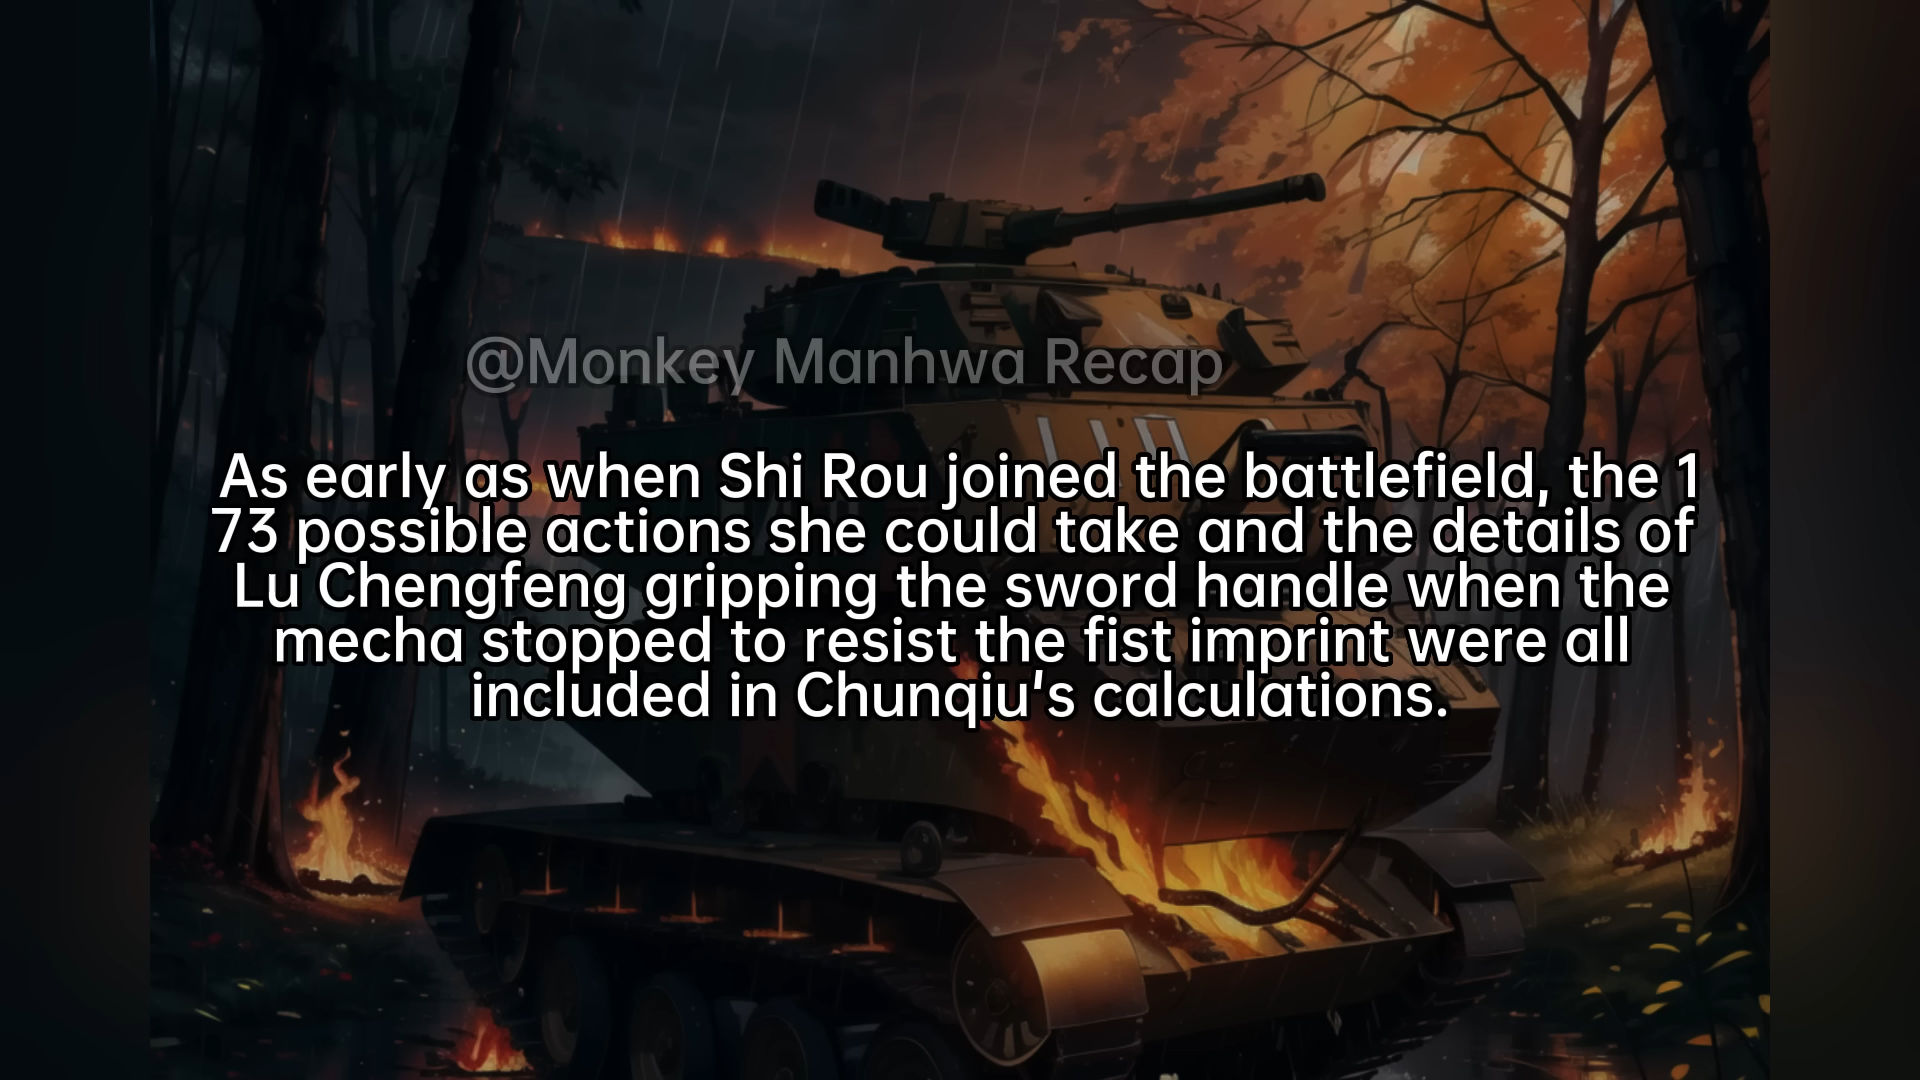 @Monkey Manhwa Recap
As early as when Shi Rou joined the battlefield, the 1
73 possible actions she could take and the details of
Lu Chengfeng gripping the sword handle when the
mecha stopped to resist the fist imprint were all
included in Chunqiu's calculations.